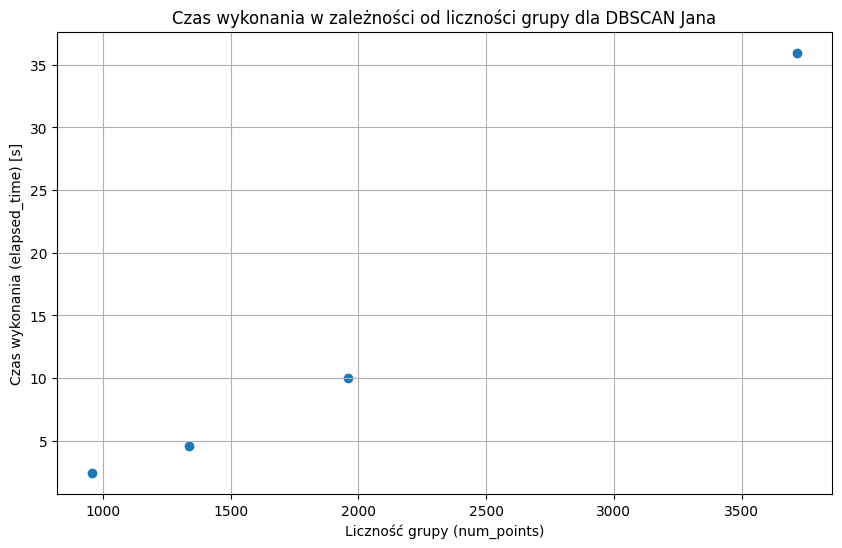 Czas wykonania w zależności od liczności grupy dla DBSCAN Jana
Czas wykonania (elapsed_time) [s]
35
30
25
20
15
10
5
1000 1500 2000 2500 3000 3500
Liczność grupy (num_points)